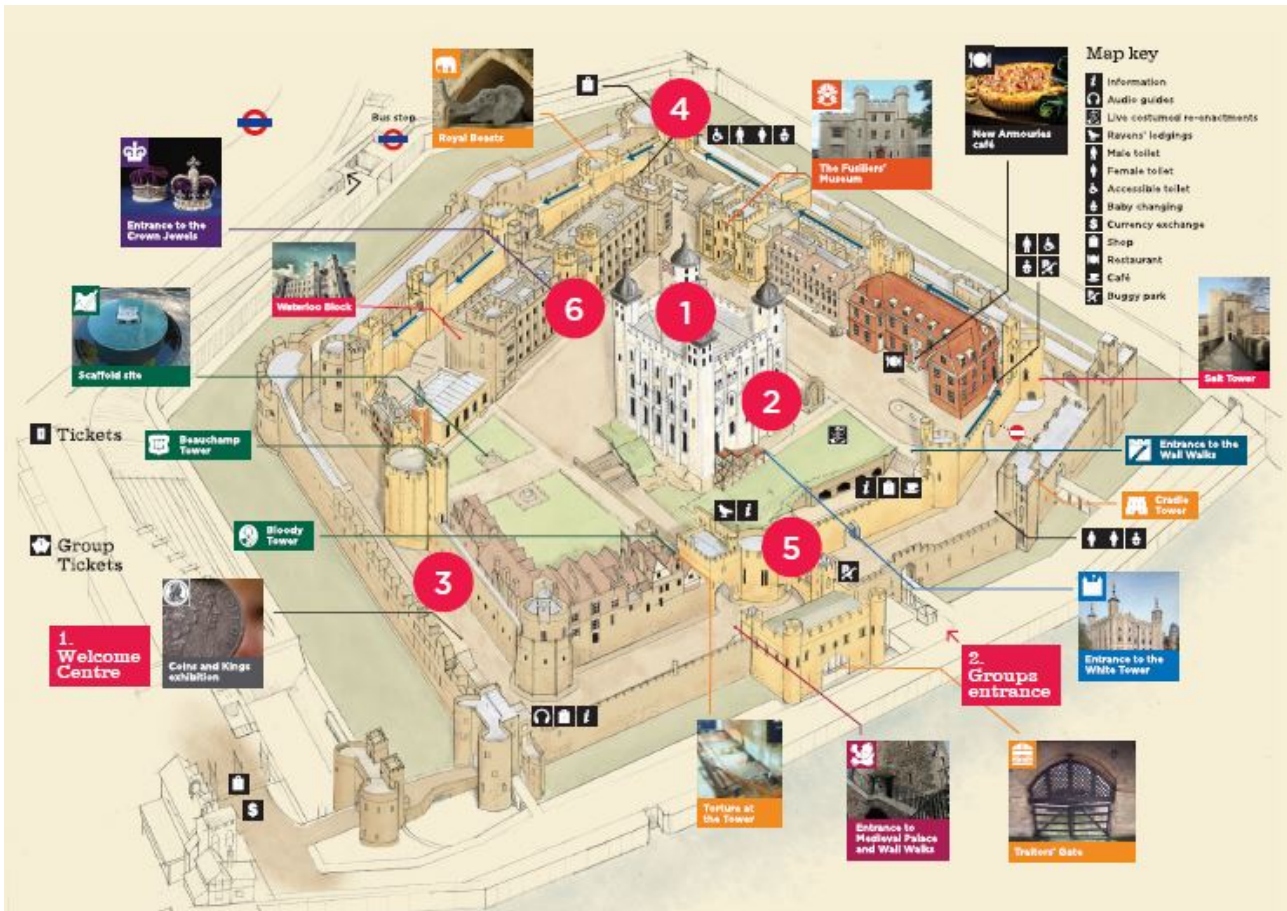 Map key
Information
Audio guides
Live costumed re-enactments
Ravens' lodgings
Male toilet
Female toilet
Accessible toilet
Baby changing
$
Currency exchange
Shop
Restaurant
Café
Buggy park
Bus stop
Royal Beasts
4
The Fusiliers'
Museum
New Armouries
café
Entrance to the
Crown Jewels
Waterloo Block
6
1
Scaffold site
Salt Tower
2
Tickets
Beauchamp
Tower
Entrance to the
Wall Walks
Cradle
Tower
Bloody
Tower
Group
Tickets
5
3
1.
Welcome
Centre
Coins and Kings
exhibition
2.
Groups
entrance
Entrance to the
White Tower
$
Torture at
the Tower
Entrance to
Medieval Palace
and Wall Walks
Traitors' Gate